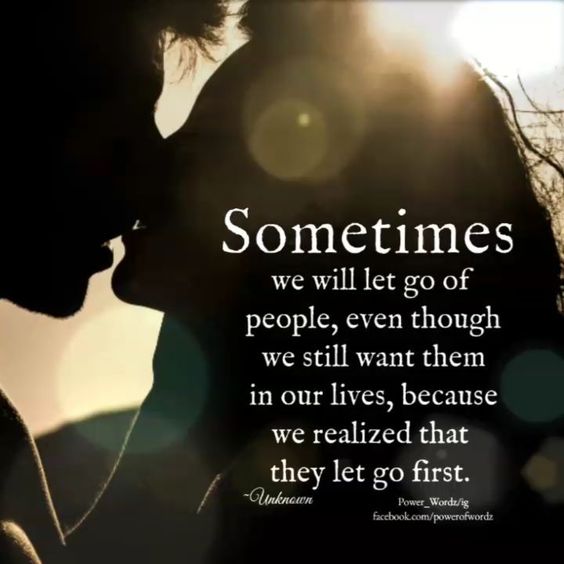 Sometimes
we will let go of
people, even though
we still want them
in our lives, because
we realized that
they let go first.
~Unknown
Power_Wordz/ig
facebook.com/powerofwordz